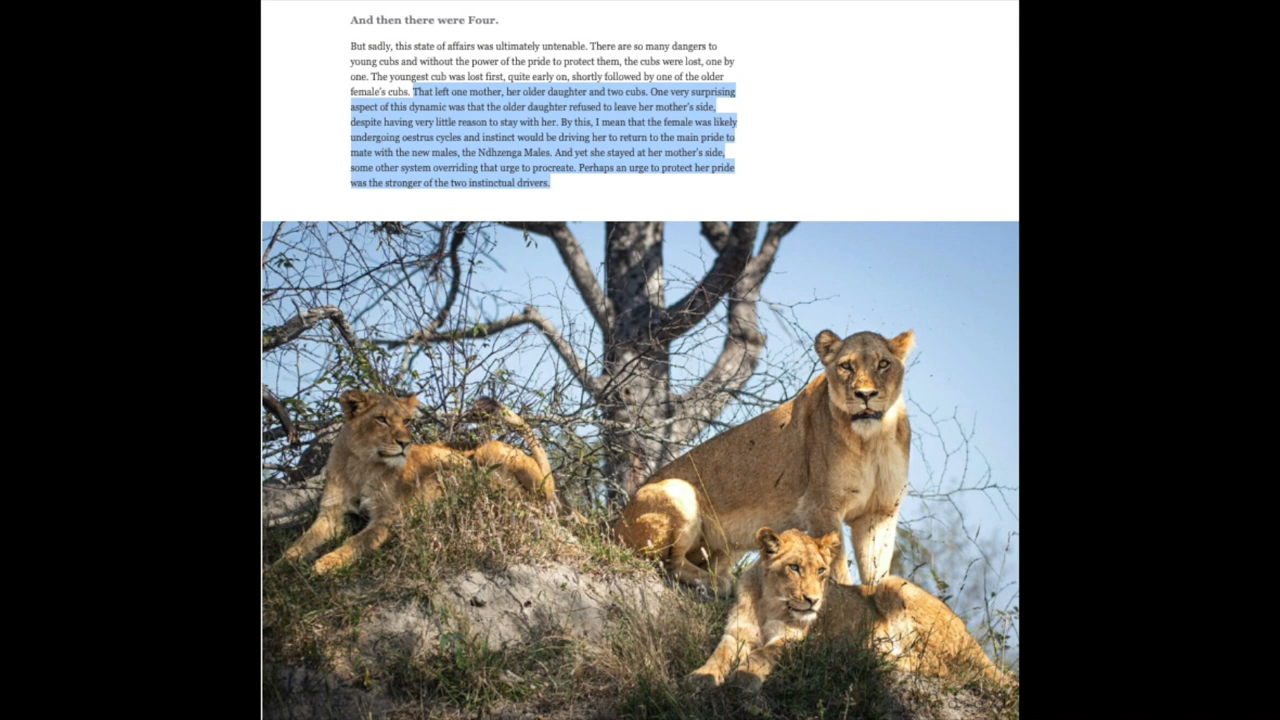 And then there were Four.
But sadly, this state of affairs was ultimately untenable. There are so many dangers to
young cubs and without the power of the pride to protect them, the cubs were lost, one by
one. The youngest cub was lost first, quite early on, shortly followed by one of the older
female's cubs. That left one mother, her older daughter and two cubs. One very surprising
aspect of this dynamic was that the older daughter refused to leave her mother's side,
despite having very little reason to stay with her. By this, I mean that the female was likely
undergoing oestrus cycles and instinct would be driving her to return to the main pride to
mate with the new males, the Ndhzenga Males. And yet she stayed at her mother's side,
some other system overriding that urge to procreate. Perhaps an urge to protect her pride
was the stronger of the two instinctual drivers.